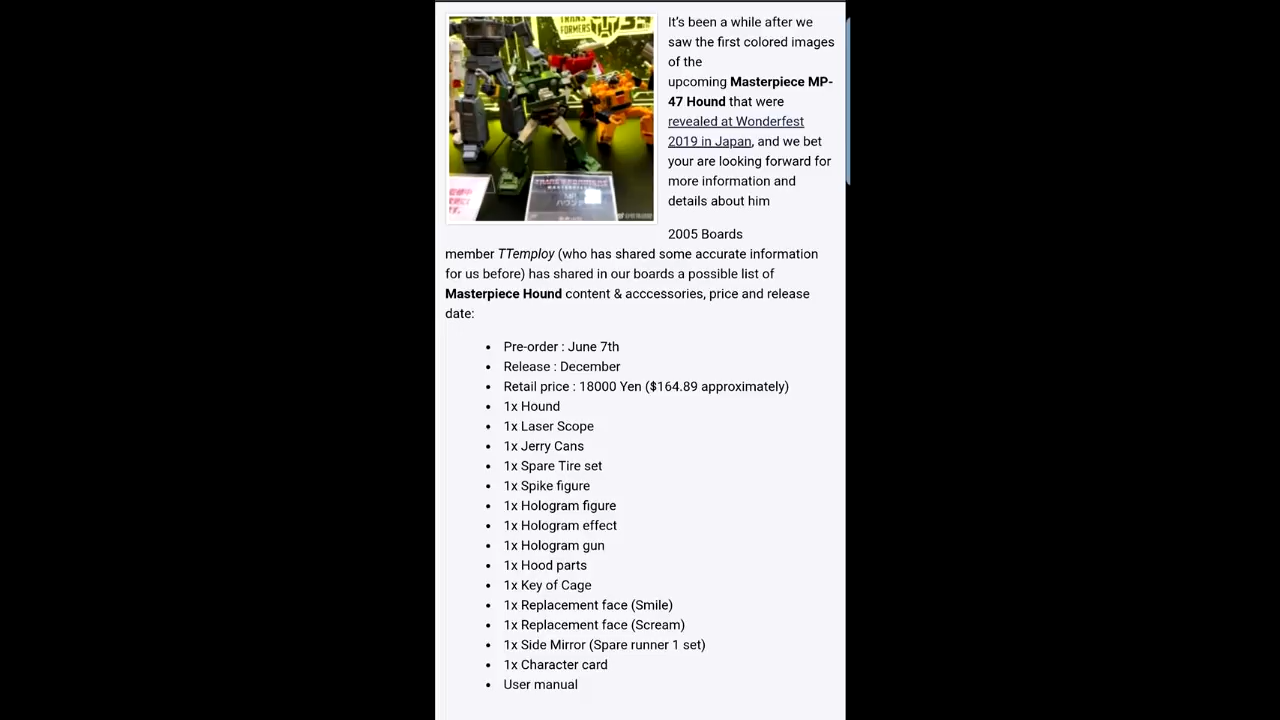 TRANS
FORMERS
It's been a while after we
saw the first colored images
of the
upcoming Masterpiece MP-
47 Hound that were
revealed at Wonderfest
2019 in Japan, and we bet
your are looking forward for
more information and
details about him
TRANSFORMERS
MASTERPIECE
MP
2005 Boards
member TTemploy (who has shared some accurate information
for us before) has shared in our boards a possible list of
Masterpiece Hound content & acccessories, price and release
date:
• Pre-order : June 7th
• Release : December
• Retail price : 18000 Yen ($164.89 approximately)
• 1x Hound
• 1x Laser Scope
• 1x Jerry Cans
• 1x Spare Tire set
• 1x Spike figure
• 1x Hologram figure
• 1x Hologram effect
• 1x Hologram gun
• 1x Hood parts
• 1x Key of Cage
• 1x Replacement face (Smile)
• 1x Replacement face (Scream)
• 1x Side Mirror (Spare runner 1 set)
• 1x Character card
• User manual